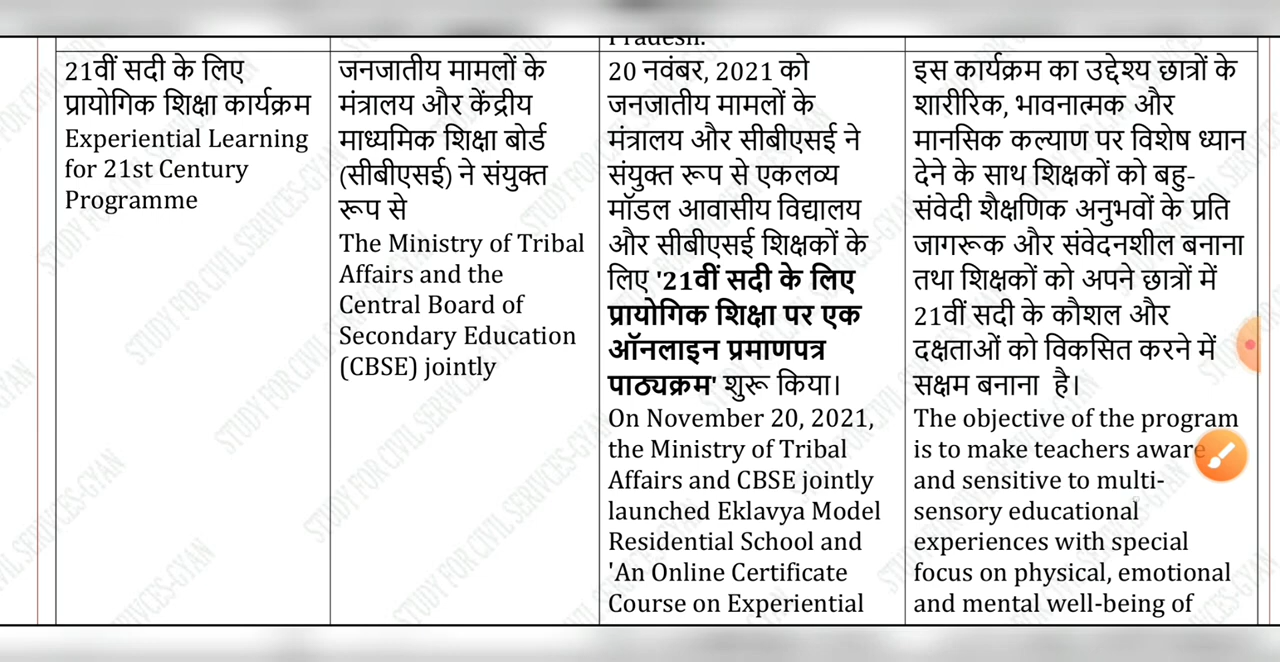 Pradesh.
21वीं सदी के लिए
प्रायोगिक शिक्षा कार्यक्रम
Experiential Learning
for 21st Century
Programme
जनजातीय मामलों के
मंत्रालय और केंद्रीय
माध्यमिक शिक्षा बोर्ड
(सीबीएसई) ने संयुक्त
रूप से
The Ministry of Tribal
Affairs and the
Central Board of
Secondary Education
(CBSE) jointly
20 नवंबर, 2021 को
जनजातीय मामलों के
मंत्रालय और सीबीएसई ने
संयुक्त रूप से एकलव्य
मॉडल आवासीय विद्यालय
और सीबीएसई शिक्षकों के
लिए '21वीं सदी के लिए
प्रायोगिक शिक्षा पर एक
ऑनलाइन प्रमाणपत्र
पाठ्यक्रम' शुरू किया।
On November 20, 2021,
the Ministry of Tribal
Affairs and CBSE jointly
launched Eklavya Model
Residential School and
'An Online Certificate
Course on Experiential
इस कार्यक्रम का उद्देश्य छात्रों के
शारीरिक, भावनात्मक और
मानसिक कल्याण पर विशेष ध्यान
देने के साथ शिक्षकों को बहु-
संवेदी शैक्षणिक अनुभवों के प्रति
जागरूक और संवेदनशील बनाना
तथा शिक्षकों को अपने छात्रों में
21वीं सदी के कौशल और
दक्षताओं को विकसित करने में
सक्षम बनाना है।
The objective of the program
is to make teachers aware
and sensitive to multi-
sensory educational
experiences with special
focus on physical, emotional
and mental well-being of
STUDY FOR CIVIL SERIVCES-GYAN